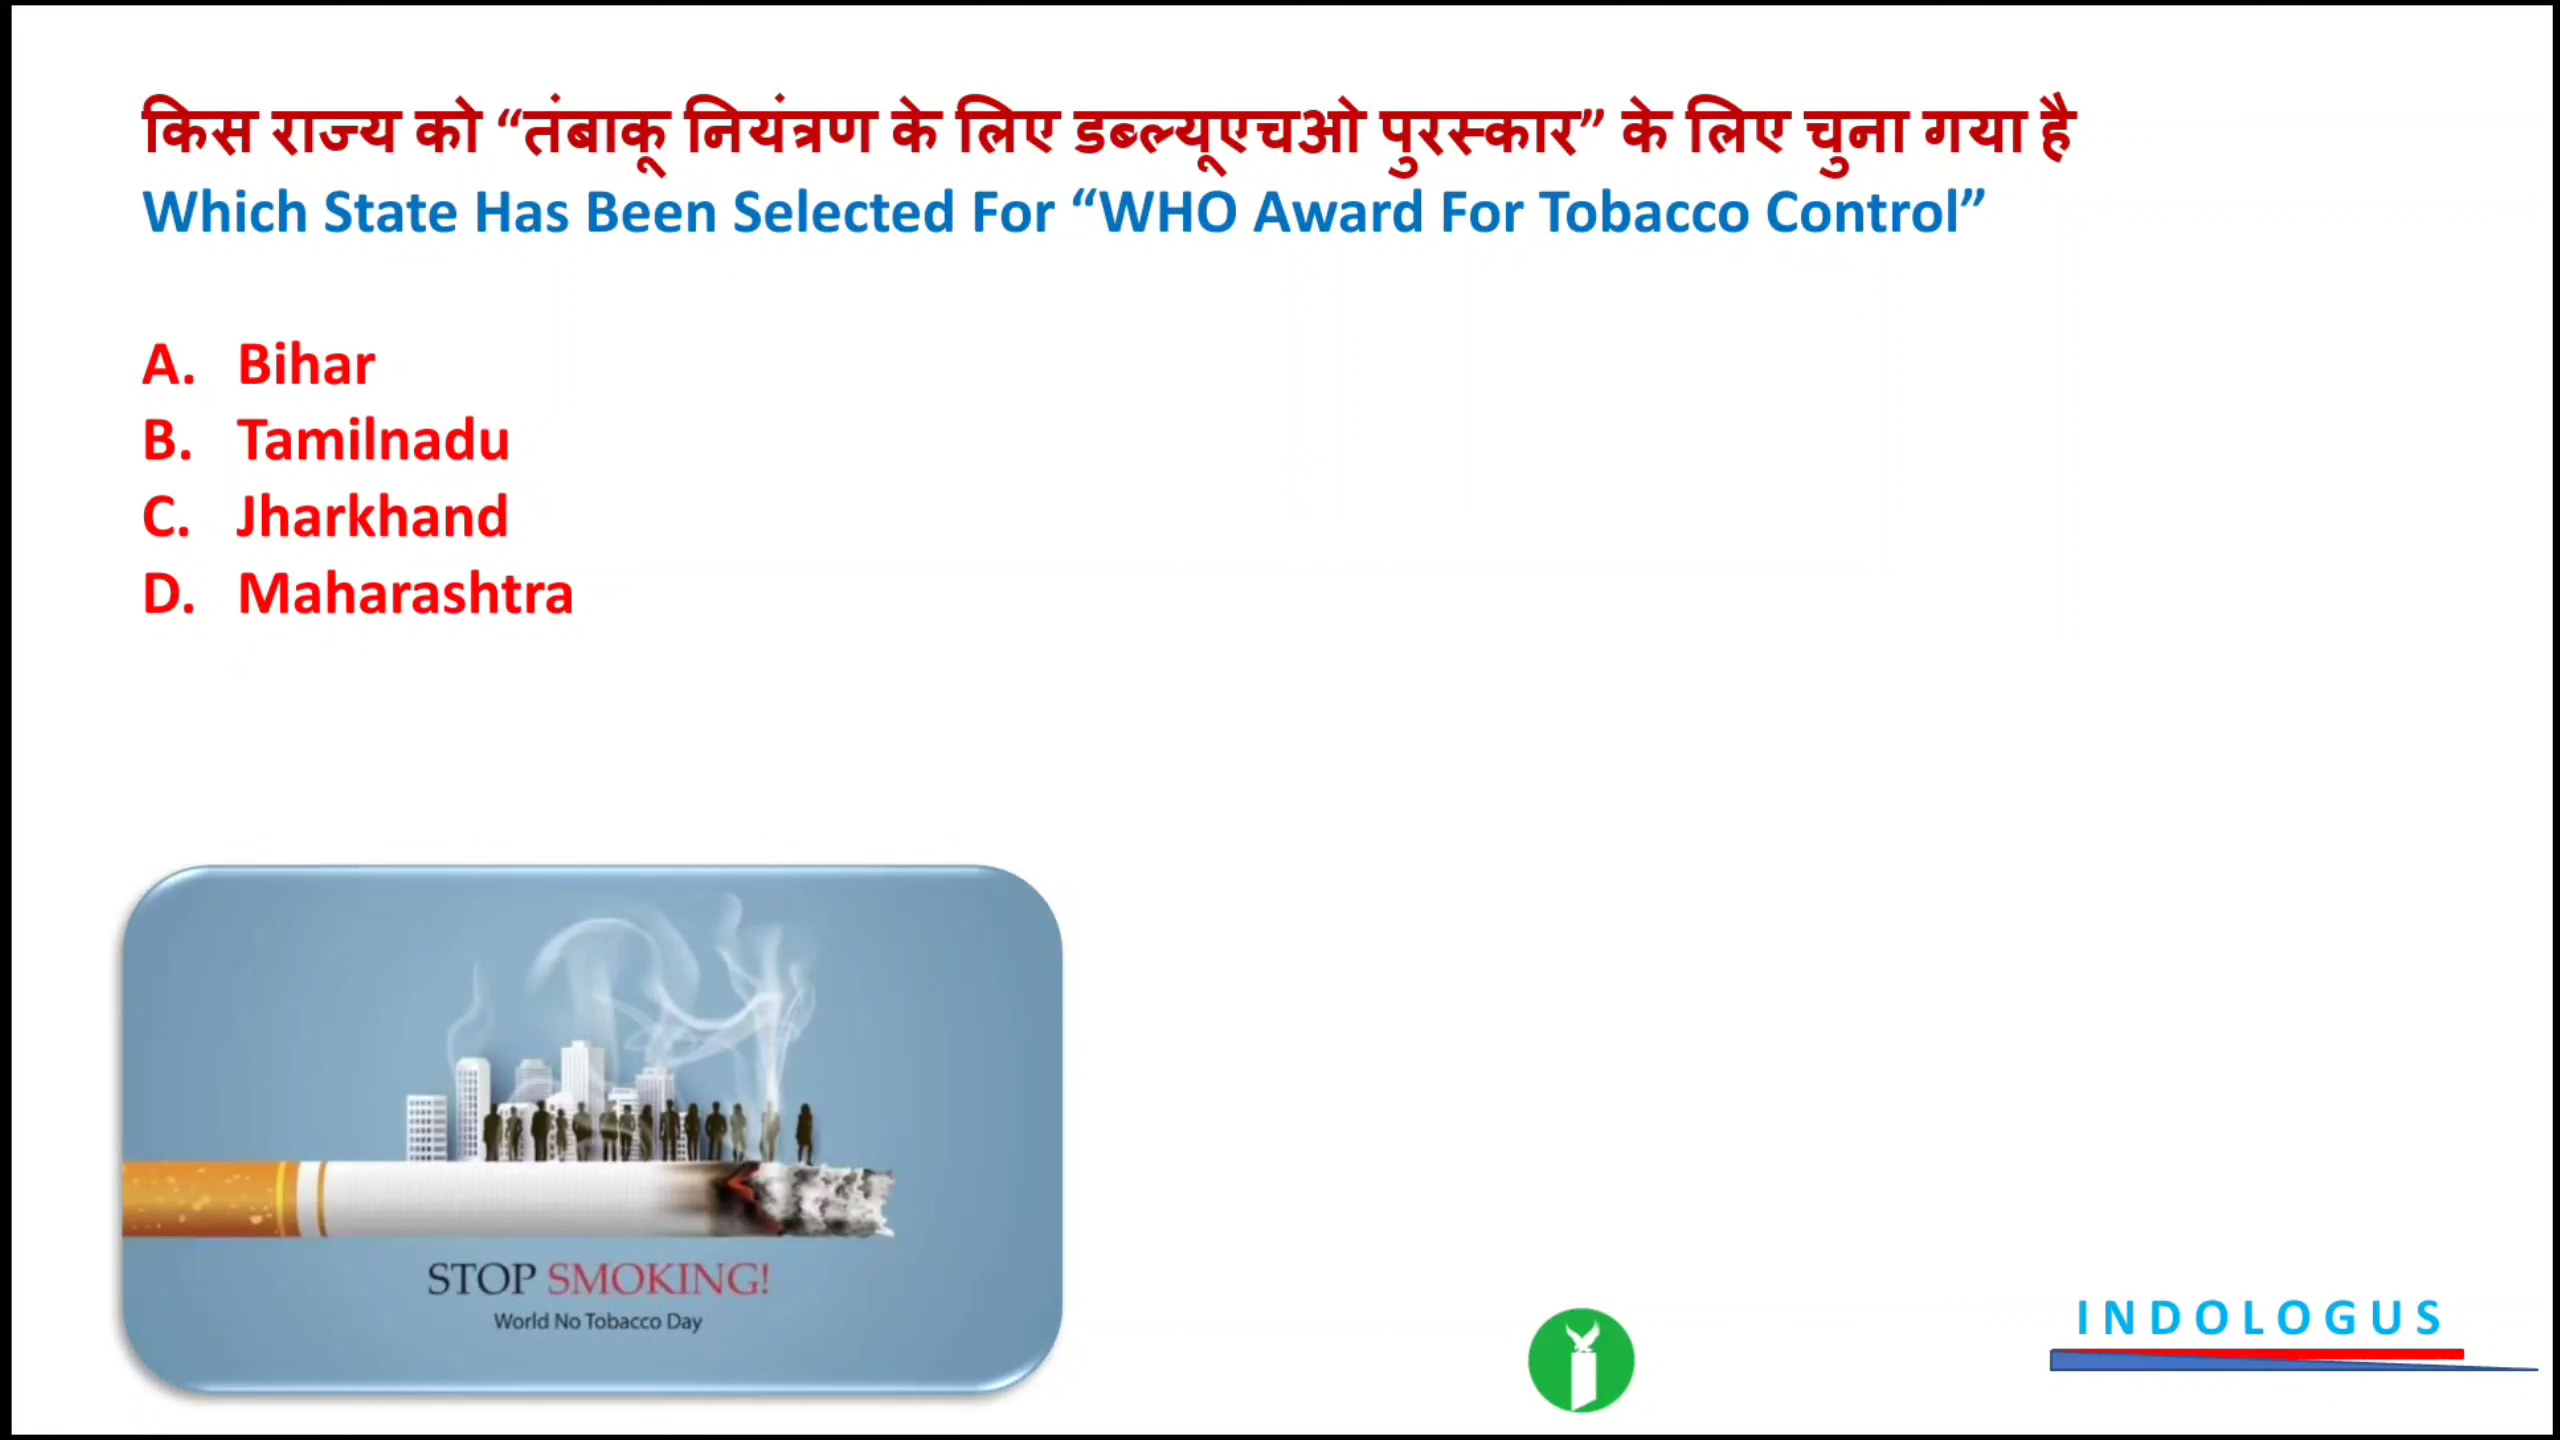 किस राज्य को “तंबाकू नियंत्रण के लिए डब्ल्यूएचओ पुरस्कार” के लिए चुना गया है
Which State Has Been Selected For “WHO Award For Tobacco Control”
A. Bihar
B. Tamilnadu
C. Jharkhand
D. Maharashtra
STOP SMOKING!
World No Tobacco Day
INDOLOGUS